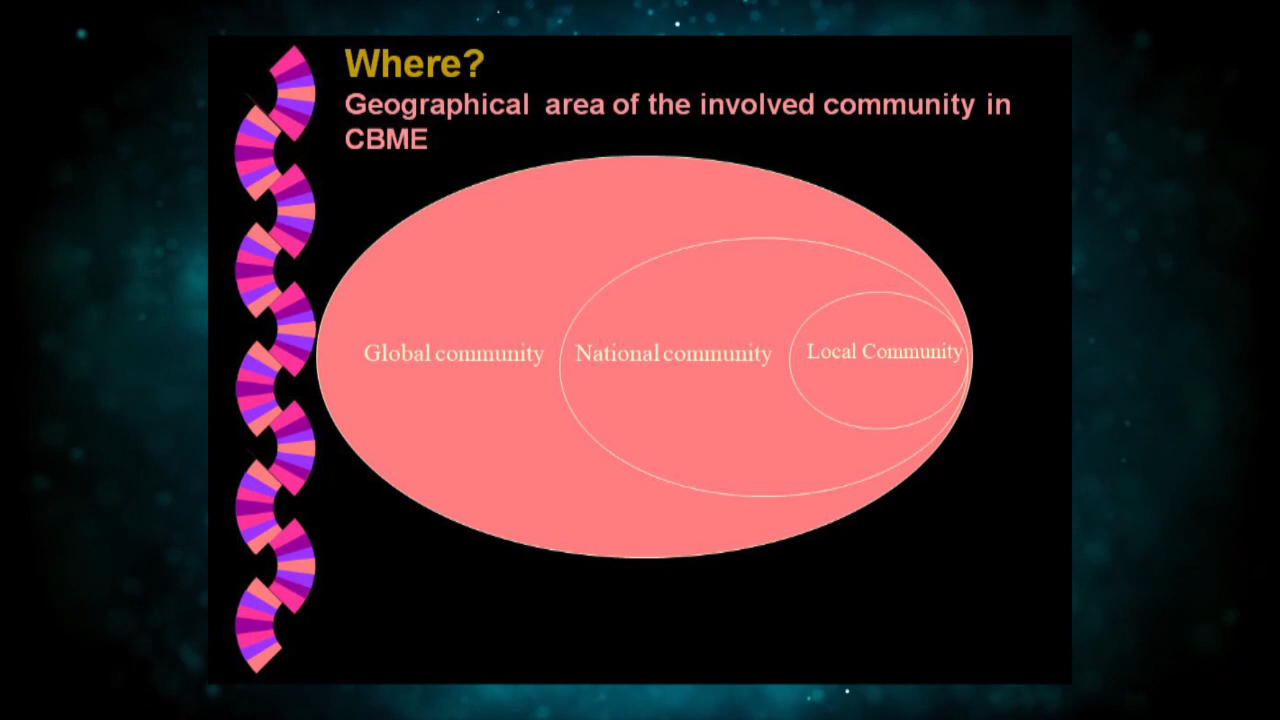 Where?
Geographical area of the involved community in
CBME
Global community
National community
Local Community